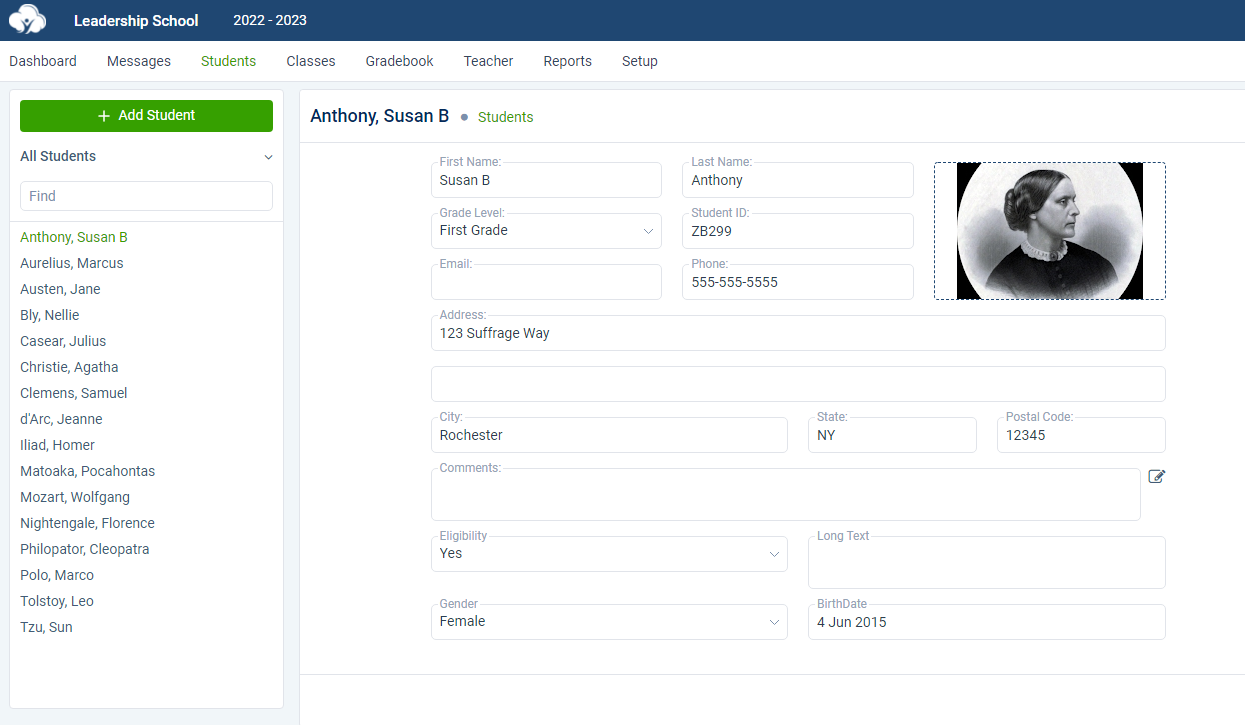 Leadership School 2022 - 2023
Dashboard Messages Students Classes Gradebook Teacher Reports Setup
+ Add Student
All Students
Find
Anthony, Susan B
Aurelius, Marcus
Austen, Jane
Bly, Nellie
Casear, Julius
Christie, Agatha
Clemens, Samuel
d'Arc, Jeanne
Iliad, Homer
Matoaka, Pocahontas
Mozart, Wolfgang
Nightengale, Florence
Philopator, Cleopatra
Polo, Marco
Tolstoy, Leo
Tzu, Sun
Anthony, Susan B • Students
First Name: Last Name:
Susan B Anthony
Grade Level: Student ID:
First Grade ZB299
Email: Phone:
555-555-5555
Address:
123 Suffrage Way
City: State: Postal Code:
Rochester NY 12345
Comments:
Eligibility Long Text
Yes
Gender BirthDate
Female 4 Jun 2015